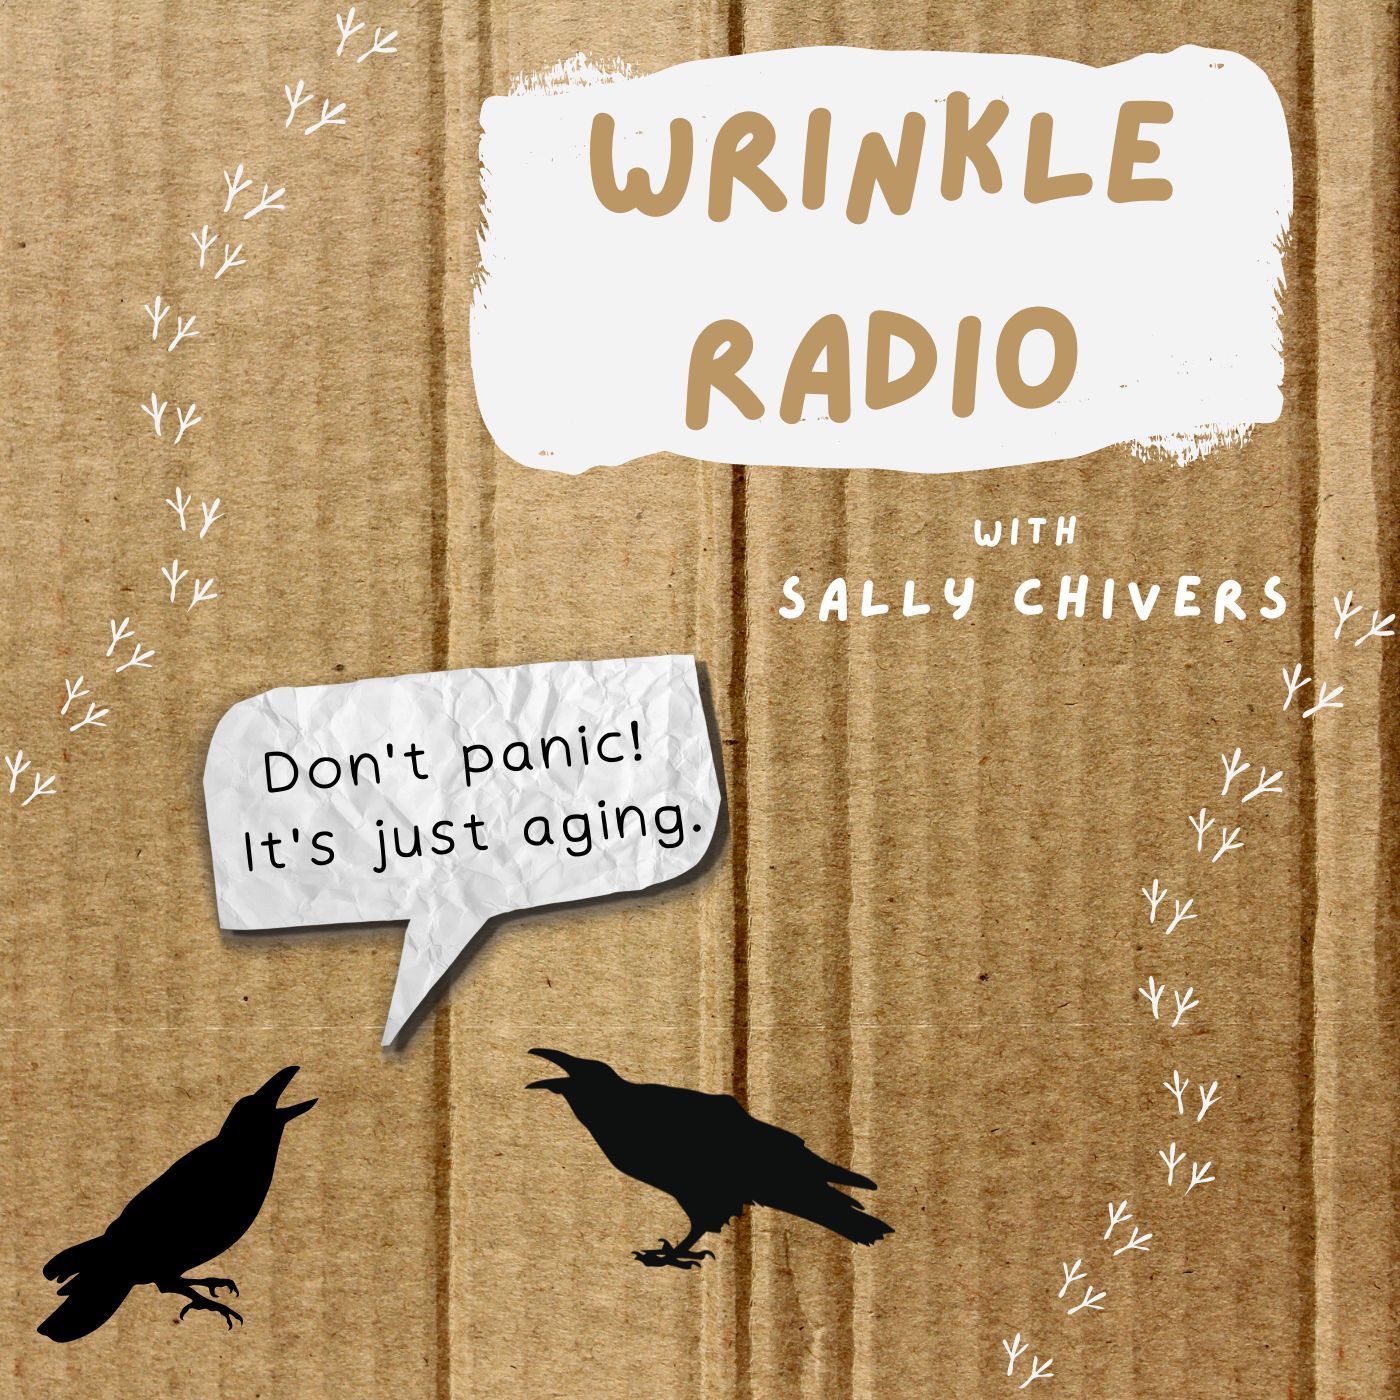 WRINKLE
RADIO
WITH
SALLY CHIVERS
Don't panic!
It's just aging.